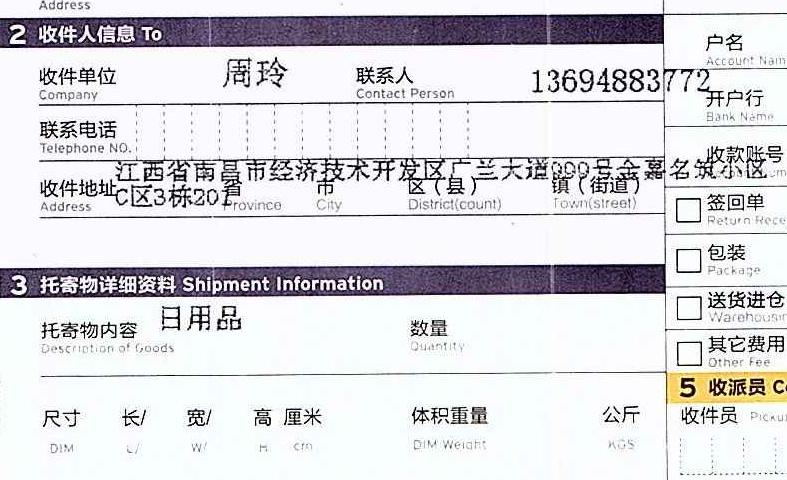 Address
2 收件人信息 To
户名
Account Nam
收件单位 周玲 联系人 13694883772
Company Contact Person
开户行
Bank Name
联系电话
Telephone NO.
收款账号
江西省南昌市经济技术开发区广兰大道999号金嘉名筑小区
C区3栋201
收件地址 省 市 区（县） 镇（街道）
Address Province City District(count) Town(street)
签回单
Return Rece
包装
Package
3 托寄物详细资料 Shipment Information
送货进仓
Warehousin
托寄物内容 日用品 数量
Description of Goods Quantity
其它费用
Other Fee
5 收派员 Co
尺寸 长/ 宽/ 高 厘米 体积重量 公斤
DIM L/ W/ H cm DIM Weight KGS
收件员 Picku